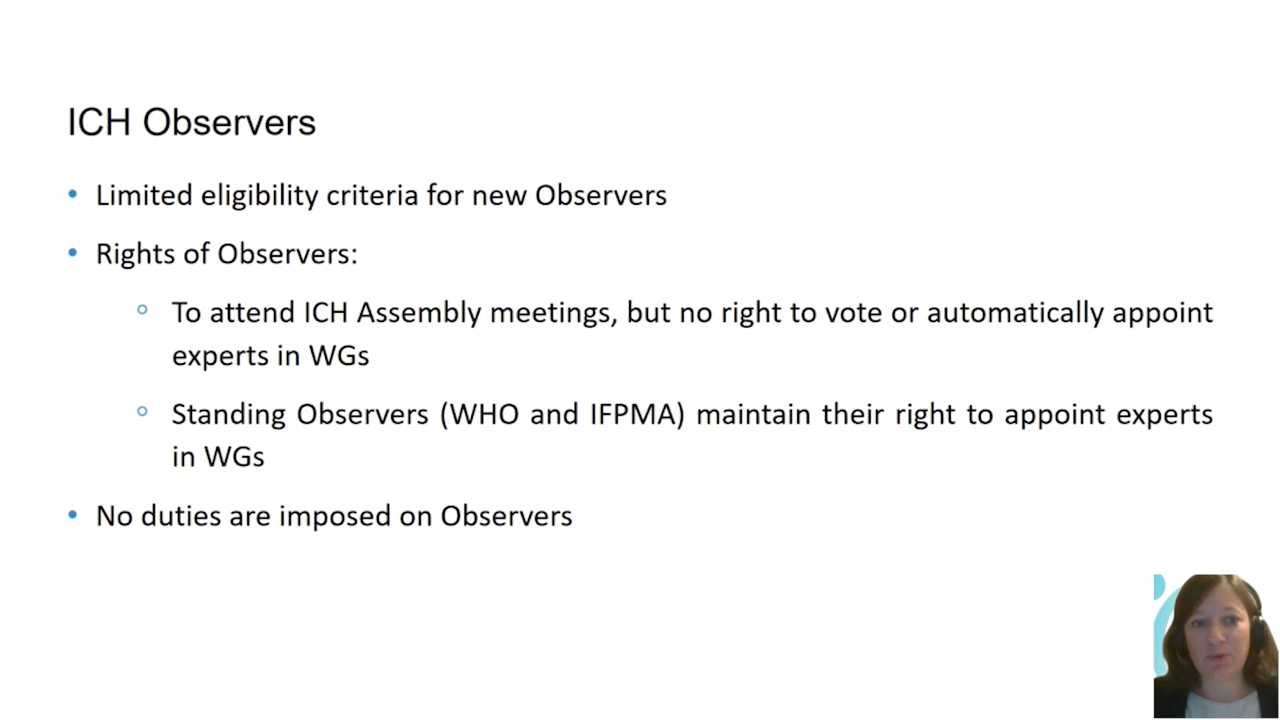 ICH Observers
• Limited eligibility criteria for new Observers
• Rights of Observers:
○ To attend ICH Assembly meetings, but no right to vote or automatically appoint
experts in WGs
○ Standing Observers (WHO and IFPMA) maintain their right to appoint experts
in WGs
• No duties are imposed on Observers